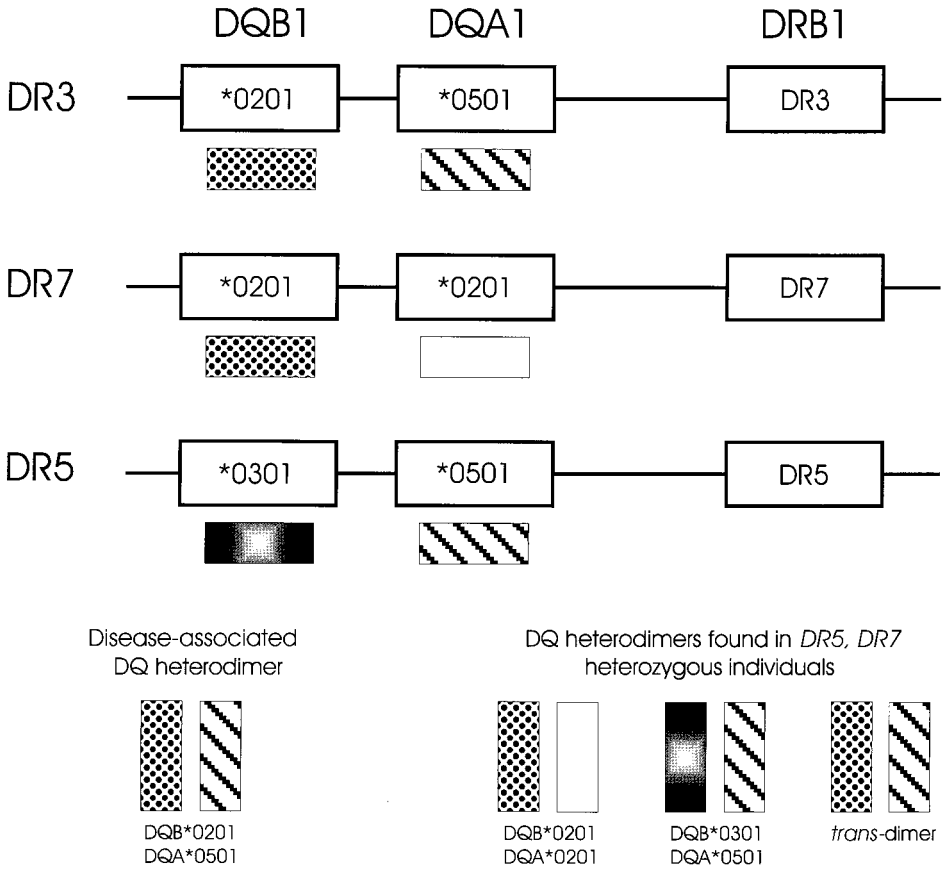 DQB1 DQA1 DRB1
DR3 *0201 *0501 DR3
DR7 *0201 *0201 DR7
DR5 *0301 *0501 DR5
Disease-associated
DQ heterodimer
DQB*0201
DQA*0501
DQ heterodimers found in DR5, DR7
heterozygous individuals
DQB*0201
DQA*0201
DQB*0301
DQA*0501
trans-dimer